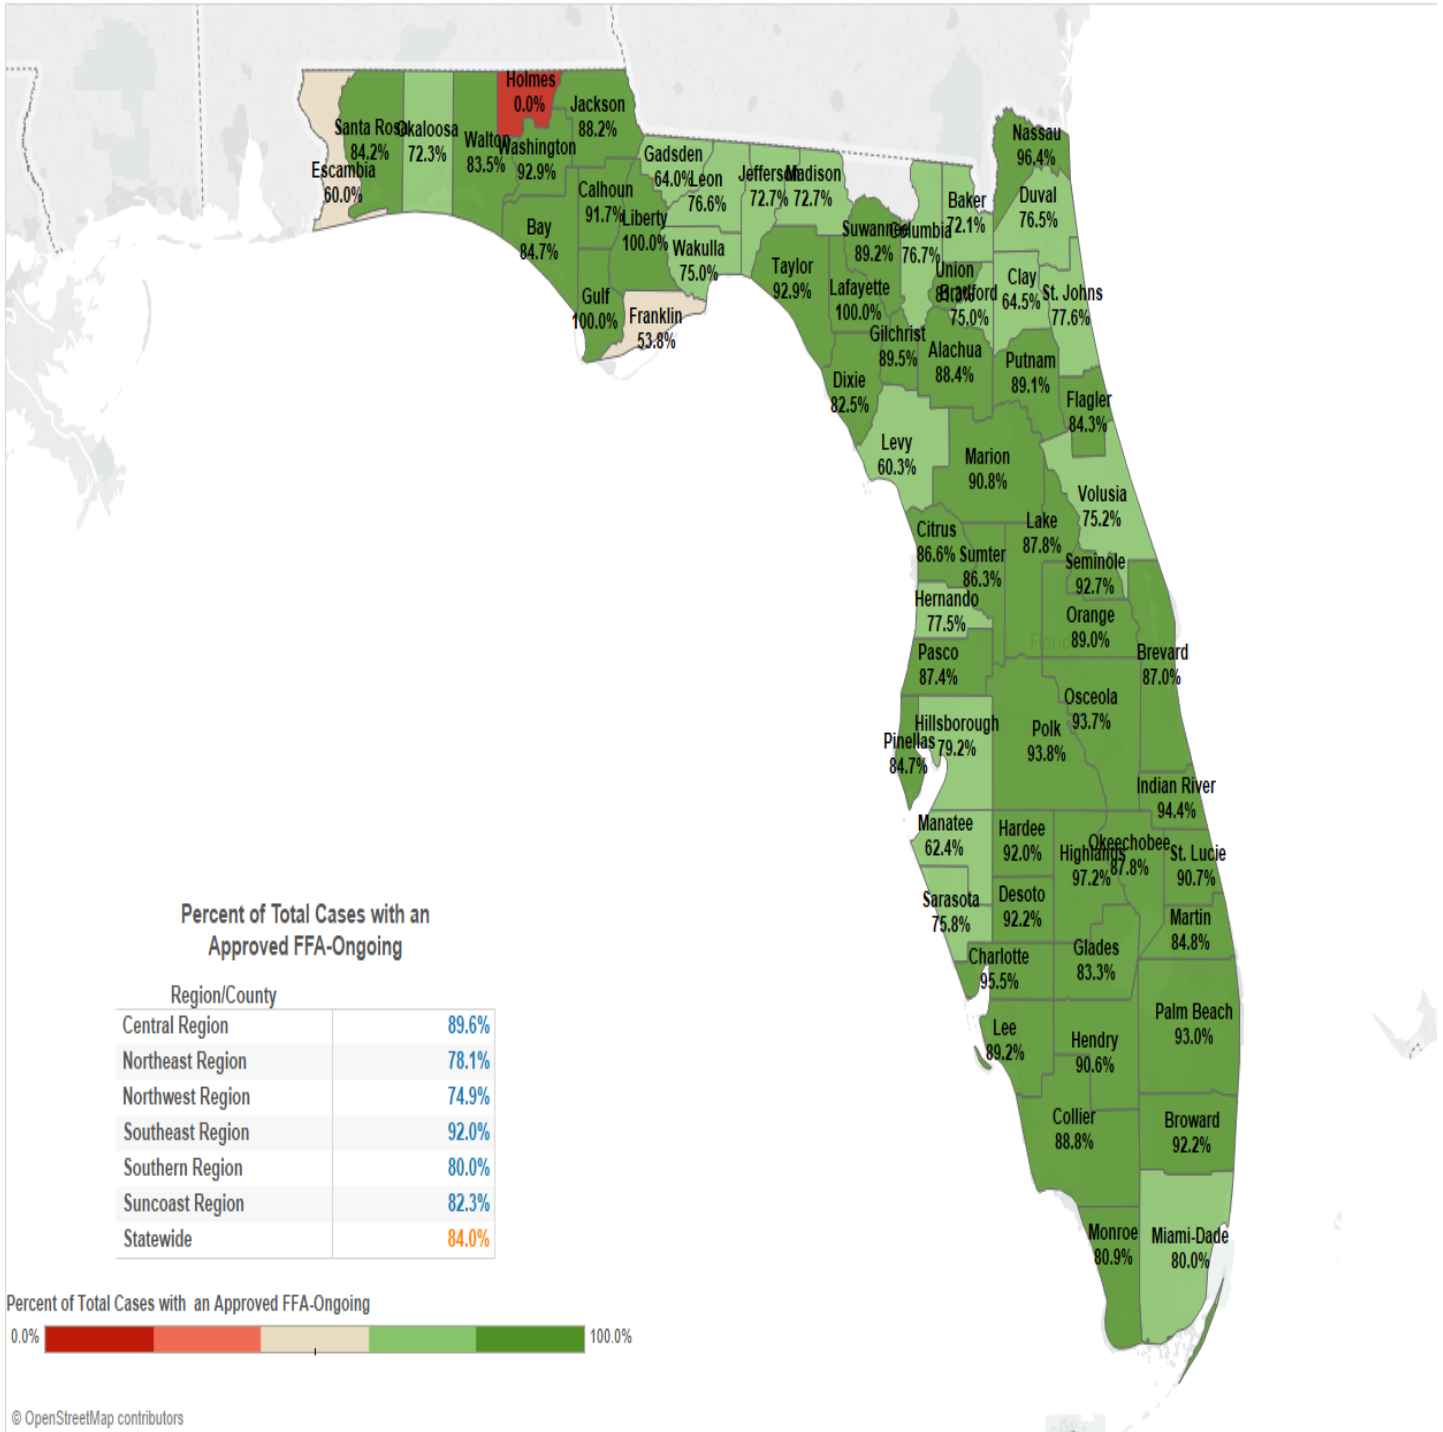 Holmes
0.0%
Jackson
88.2%
Santa Rosa
84.2%
Okaloosa
72.3%
Walton
83.5%
Washington
92.9%
Escambia
60.0%
Gadsden
64.0%
Leon
76.6%
Jefferson
72.7%
Madison
72.7%
Calhoun
91.7%
Liberty
100.0%
Bay
84.7%
Wakulla
75.0%
Gulf
100.0%
Franklin
53.8%
Nassau
96.4%
Duval
76.5%
Baker
72.1%
Suwannee
89.2%
Columbia
76.7%
Taylor
92.9%
Lafayette
100.0%
Union
Bradford
75.0%
Clay
64.5%
St. Johns
77.6%
Gilchrist
89.5%
Alachua
88.4%
Putnam
89.1%
Dixie
82.5%
Flagler
84.3%
Levy
60.3%
Marion
90.8%
Volusia
75.2%
Citrus
86.6%
Sumter
86.3%
Lake
87.8%
Seminole
92.7%
Hernando
77.5%
Orange
89.0%
Florida
Pasco
87.4%
Brevard
87.0%
Osceola
93.7%
Hillsborough
79.2%
Polk
93.8%
Pinellas
84.7%
Indian River
94.4%
Manatee
62.4%
Hardee
92.0%
Highlands
97.2%
Okeechobee
87.8%
St. Lucie
90.7%
Sarasota
75.8%
Desoto
92.2%
Martin
84.8%
Charlotte
95.5%
Glades
83.3%
Palm Beach
93.0%
Lee
89.2%
Hendry
90.6%
Collier
88.8%
Broward
92.2%
Monroe
80.9%
Miami-Dade
80.0%
Percent of Total Cases with an
Approved FFA-Ongoing
Region/County
Central Region 89.6%
Northeast Region 78.1%
Northwest Region 74.9%
Southeast Region 92.0%
Southern Region 80.0%
Suncoast Region 82.3%
Statewide 84.0%
Percent of Total Cases with an Approved FFA-Ongoing
0.0% 100.0%
© OpenStreetMap contributors